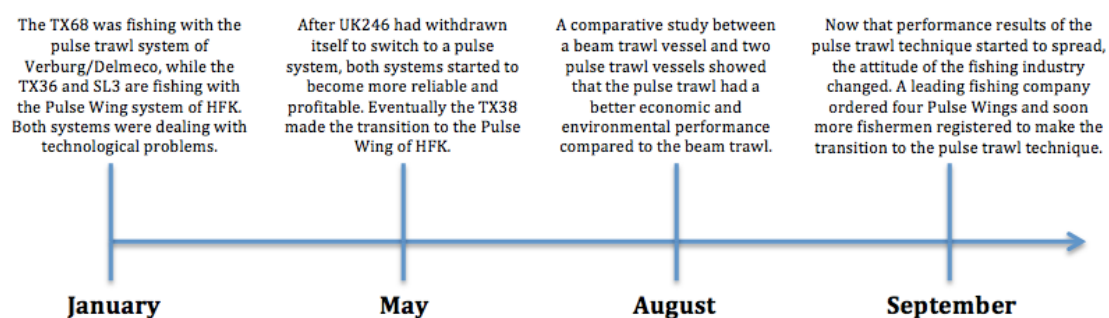 The TX68 was fishing with the
pulse trawl system of
Verburg/Delmeco, while the
TX36 and SL3 are fishing with
the Pulse Wing system of HFK.
Both systems were dealing with
technological problems.
After UK246 had withdrawn
itself to switch to a pulse
system, both systems started to
become more reliable and
profitable. Eventually the TX38
made the transition to the Pulse
Wing of HFK.
A comparative study between
a beam trawl vessel and two
pulse trawl vessels showed
that the pulse trawl had a
better economic and
environmental performance
compared to the beam trawl.
Now that performance results of the
pulse trawl technique started to spread,
the attitude of the fishing industry
changed. A leading fishing company
ordered four Pulse Wings and soon
more fishermen registered to make the
transition to the pulse trawl technique.
January
May
August
September